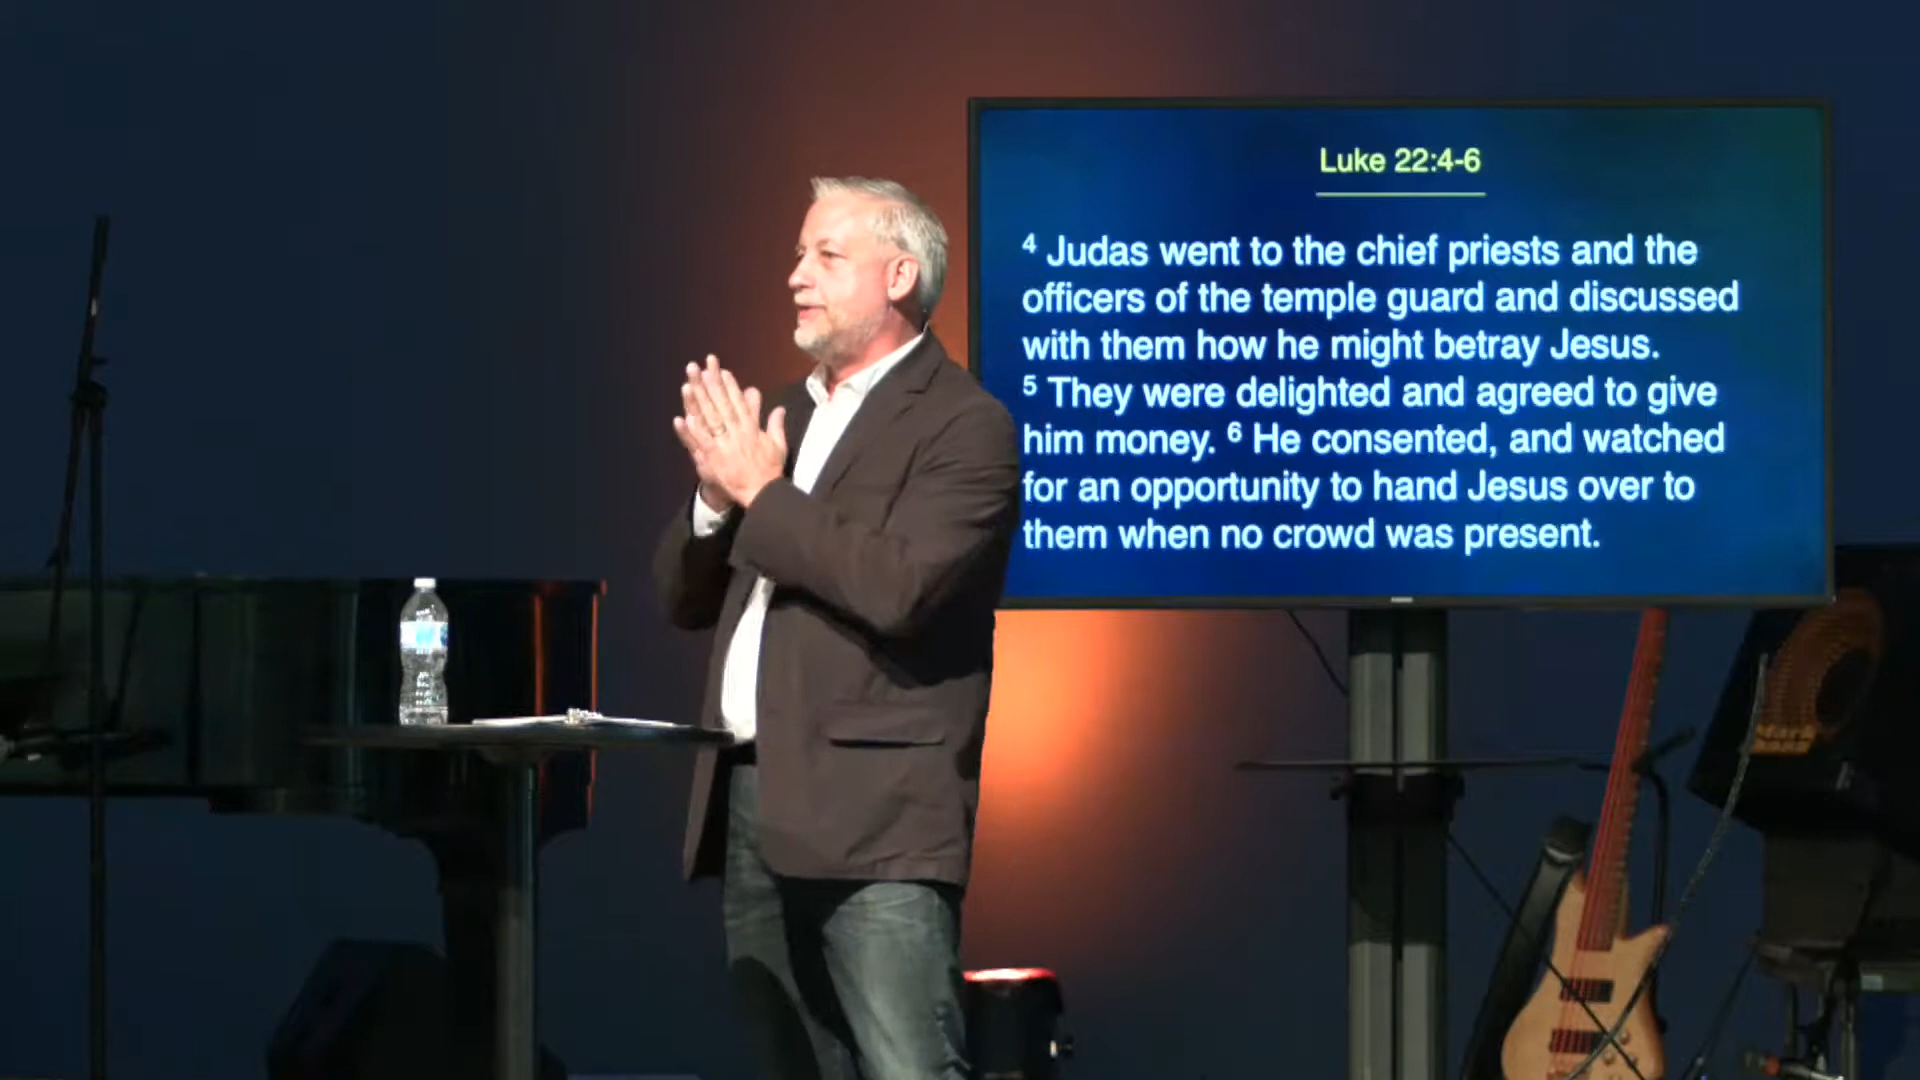 Luke 22:4-6
4 Judas went to the chief priests and the
officers of the temple guard and discussed
with them how he might betray Jesus.
5 They were delighted and agreed to give
him money. 6 He consented, and watched
for an opportunity to hand Jesus over to
them when no crowd was present.
Mark